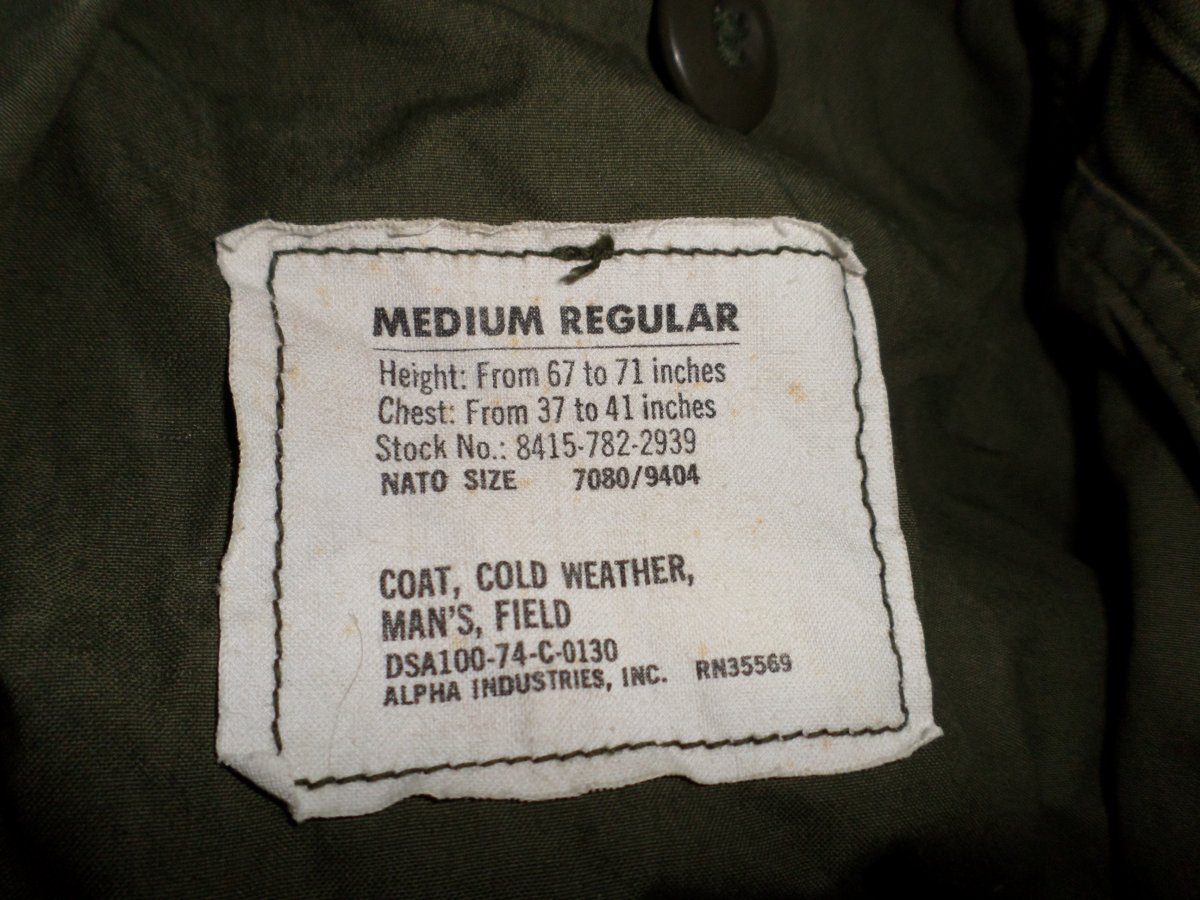 MEDIUM REGULAR
Height: From 67 to 71 inches
Chest: From 37 to 41 inches
Stock No.: 8415-782-2939
NATO SIZE 7080/9404
COAT, COLD WEATHER,
MAN'S, FIELD
DSA100-74-C-0130
ALPHA INDUSTRIES, INC. RN35569